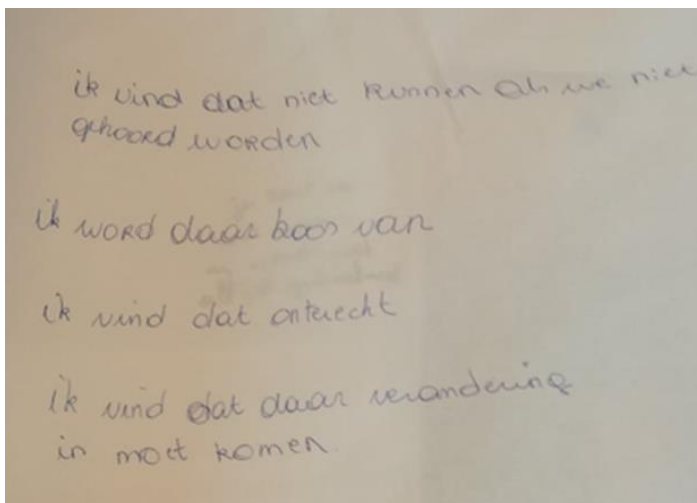 ik vind dat niet kunnen als we niet
gehoord worden
ik word daar boos van
ik vind dat onterecht
ik vind dat daar verandering
in moet komen.